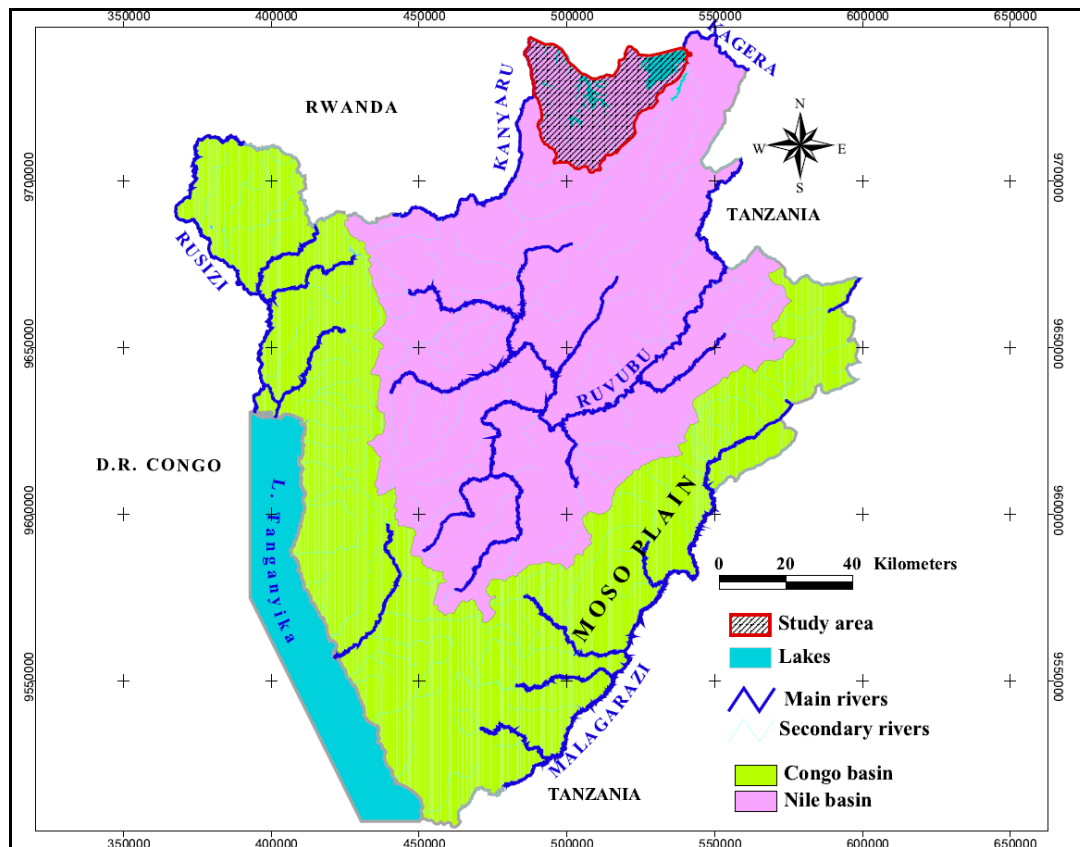 350000 400000 450000 500000 550000 600000 650000
KAGERA
RWANDA
KANYARU
N
W E
S
9700000 9700000
TANZANIA
RUSIZI
9650000 9650000
RUVUBU
D.R. CONGO
L. Tanganyika
MOSO PLAIN
9600000 9600000
0 20 40 Kilometers
Study area
Lakes
9550000 9550000
Main rivers
Secondary rivers
MALAGARAZI
Congo basin
TANZANIA
Nile basin
350000 400000 450000 500000 550000 600000 650000